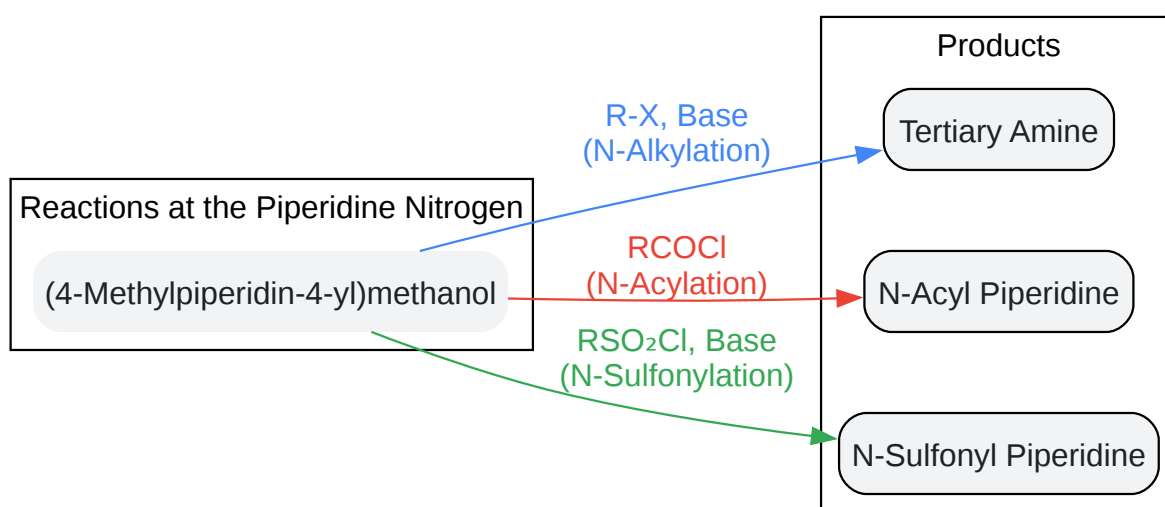 Products
Tertiary Amine
R-X, Base
(N-Alkylation)
Reactions at the Piperidine Nitrogen
(4-Methylpiperidin-4-yl)methanol
RCOCl
(N-Acylation)
N-Acyl Piperidine
RSO₂Cl, Base
(N-Sulfonylation)
N-Sulfonyl Piperidine